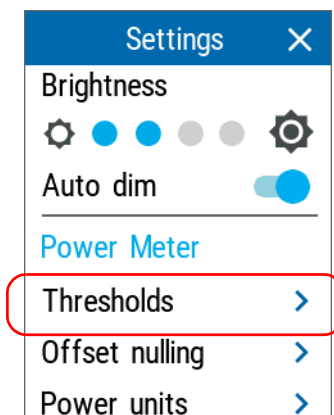 Settings
Brightness
Auto dim
Power Meter
Thresholds
Offset nulling
Power units